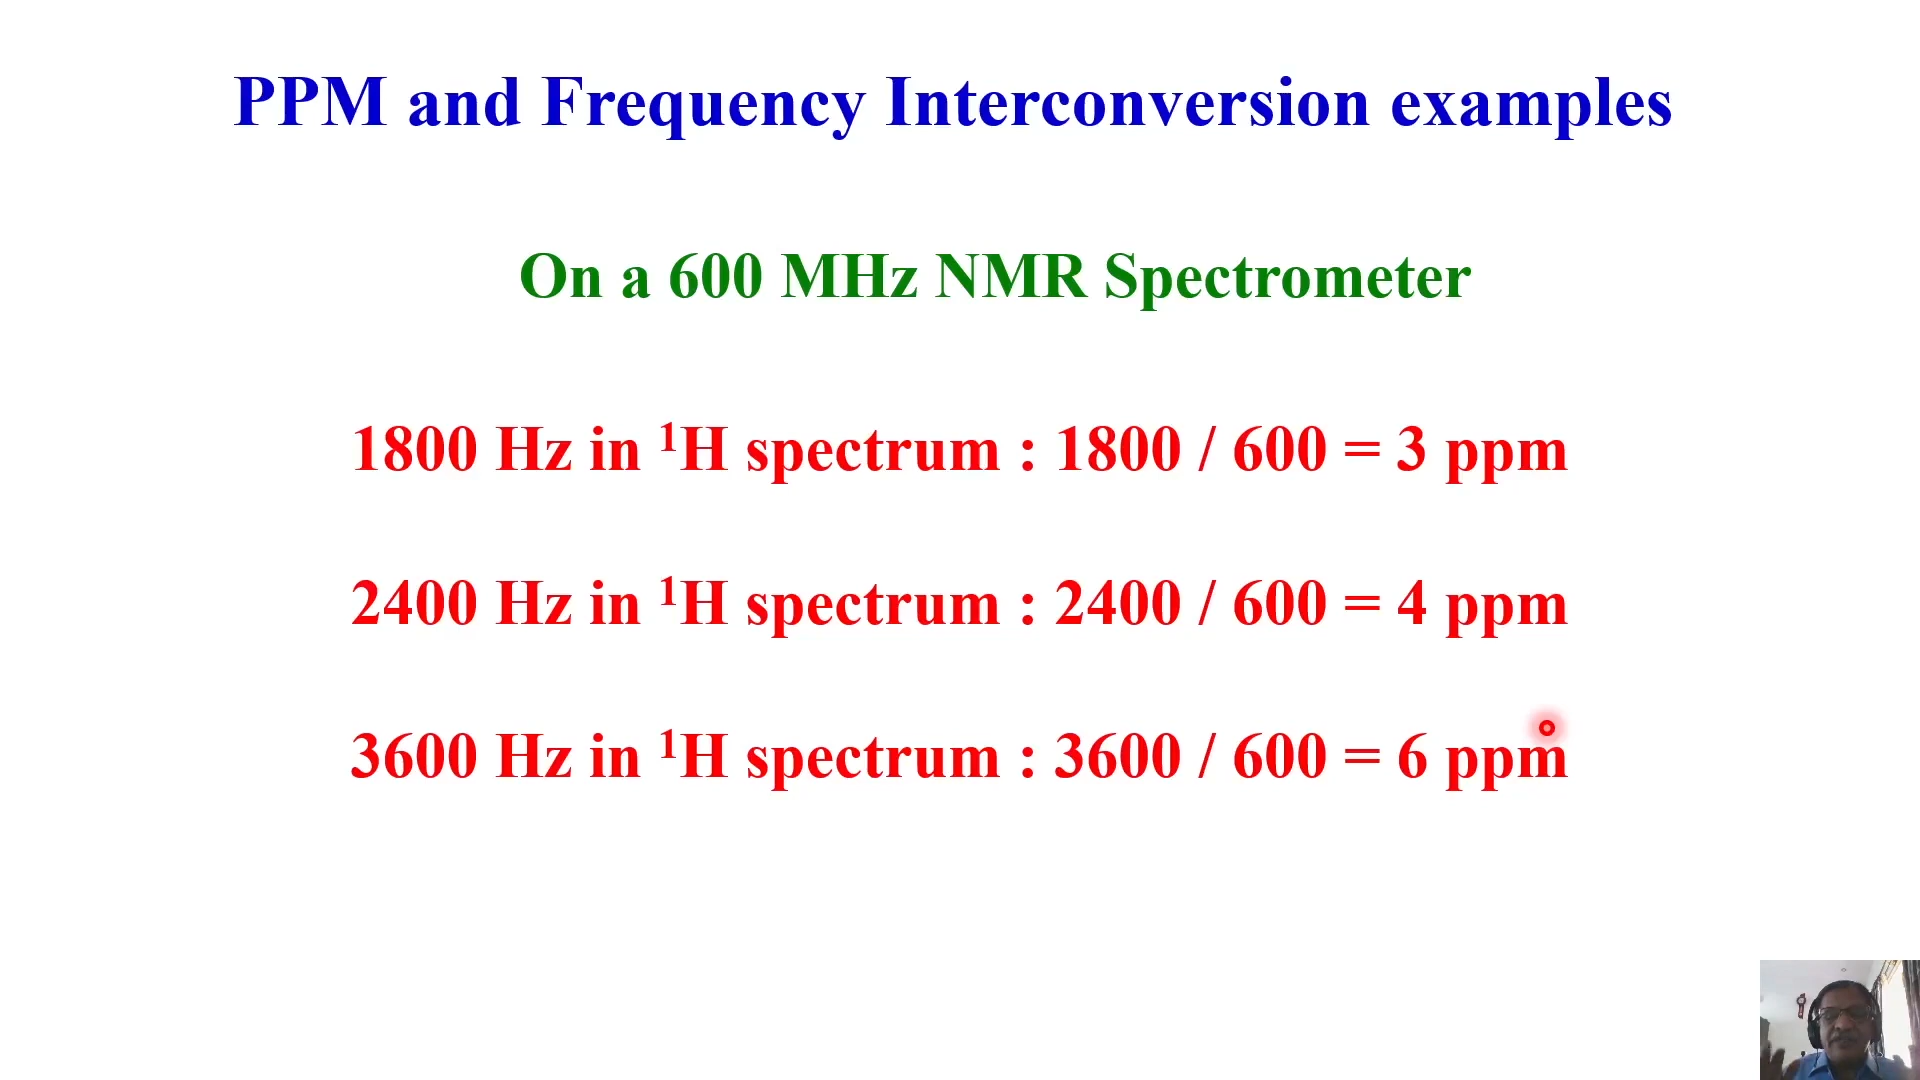 PPM and Frequency Interconversion examples
On a 600 MHz NMR Spectrometer
1800 Hz in ¹H spectrum : 1800 / 600 = 3 ppm
2400 Hz in ¹H spectrum : 2400 / 600 = 4 ppm
3600 Hz in ¹H spectrum : 3600 / 600 = 6 ppm